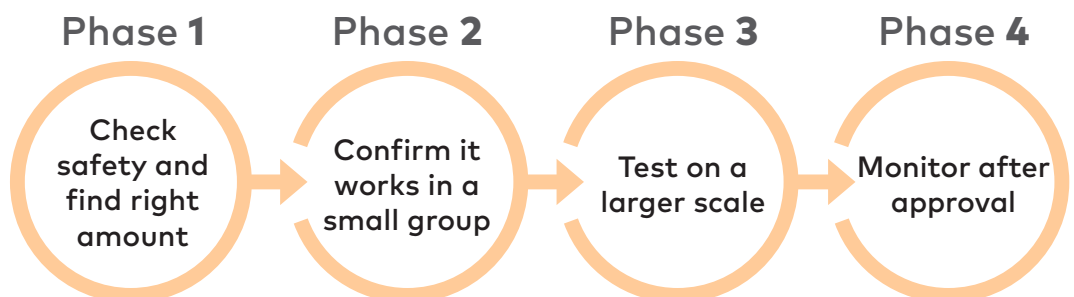 Phase 1
Check
safety and
find right
amount
Phase 2
Confirm it
works in a
small group
Phase 3
Test on a
larger scale
Phase 4
Monitor after
approval